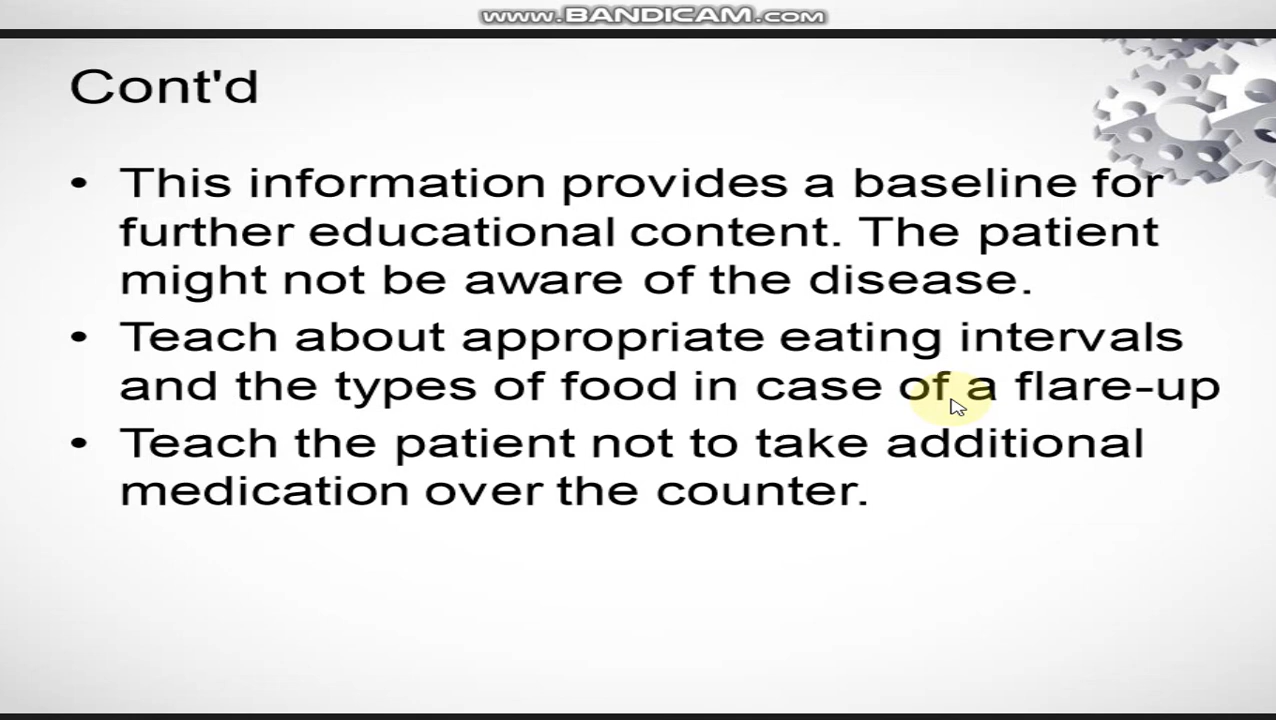 www.BANDICAM.com
Cont'd
• This information provides a baseline for
further educational content. The patient
might not be aware of the disease.
• Teach about appropriate eating intervals
and the types of food in case of a flare-up
• Teach the patient not to take additional
medication over the counter.